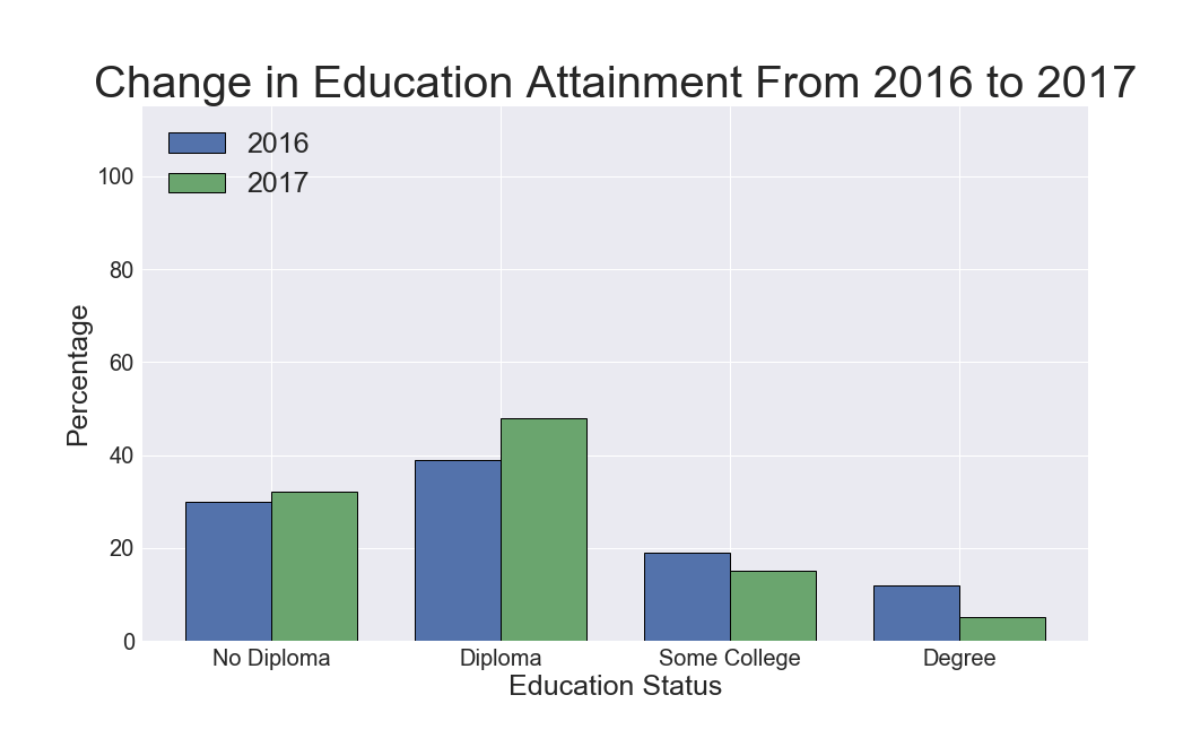 Change in Education Attainment From 2016 to 2017
2016
2017
100
80
60
40
20
0
Percentage
No Diploma
Diploma
Some College
Degree
Education Status